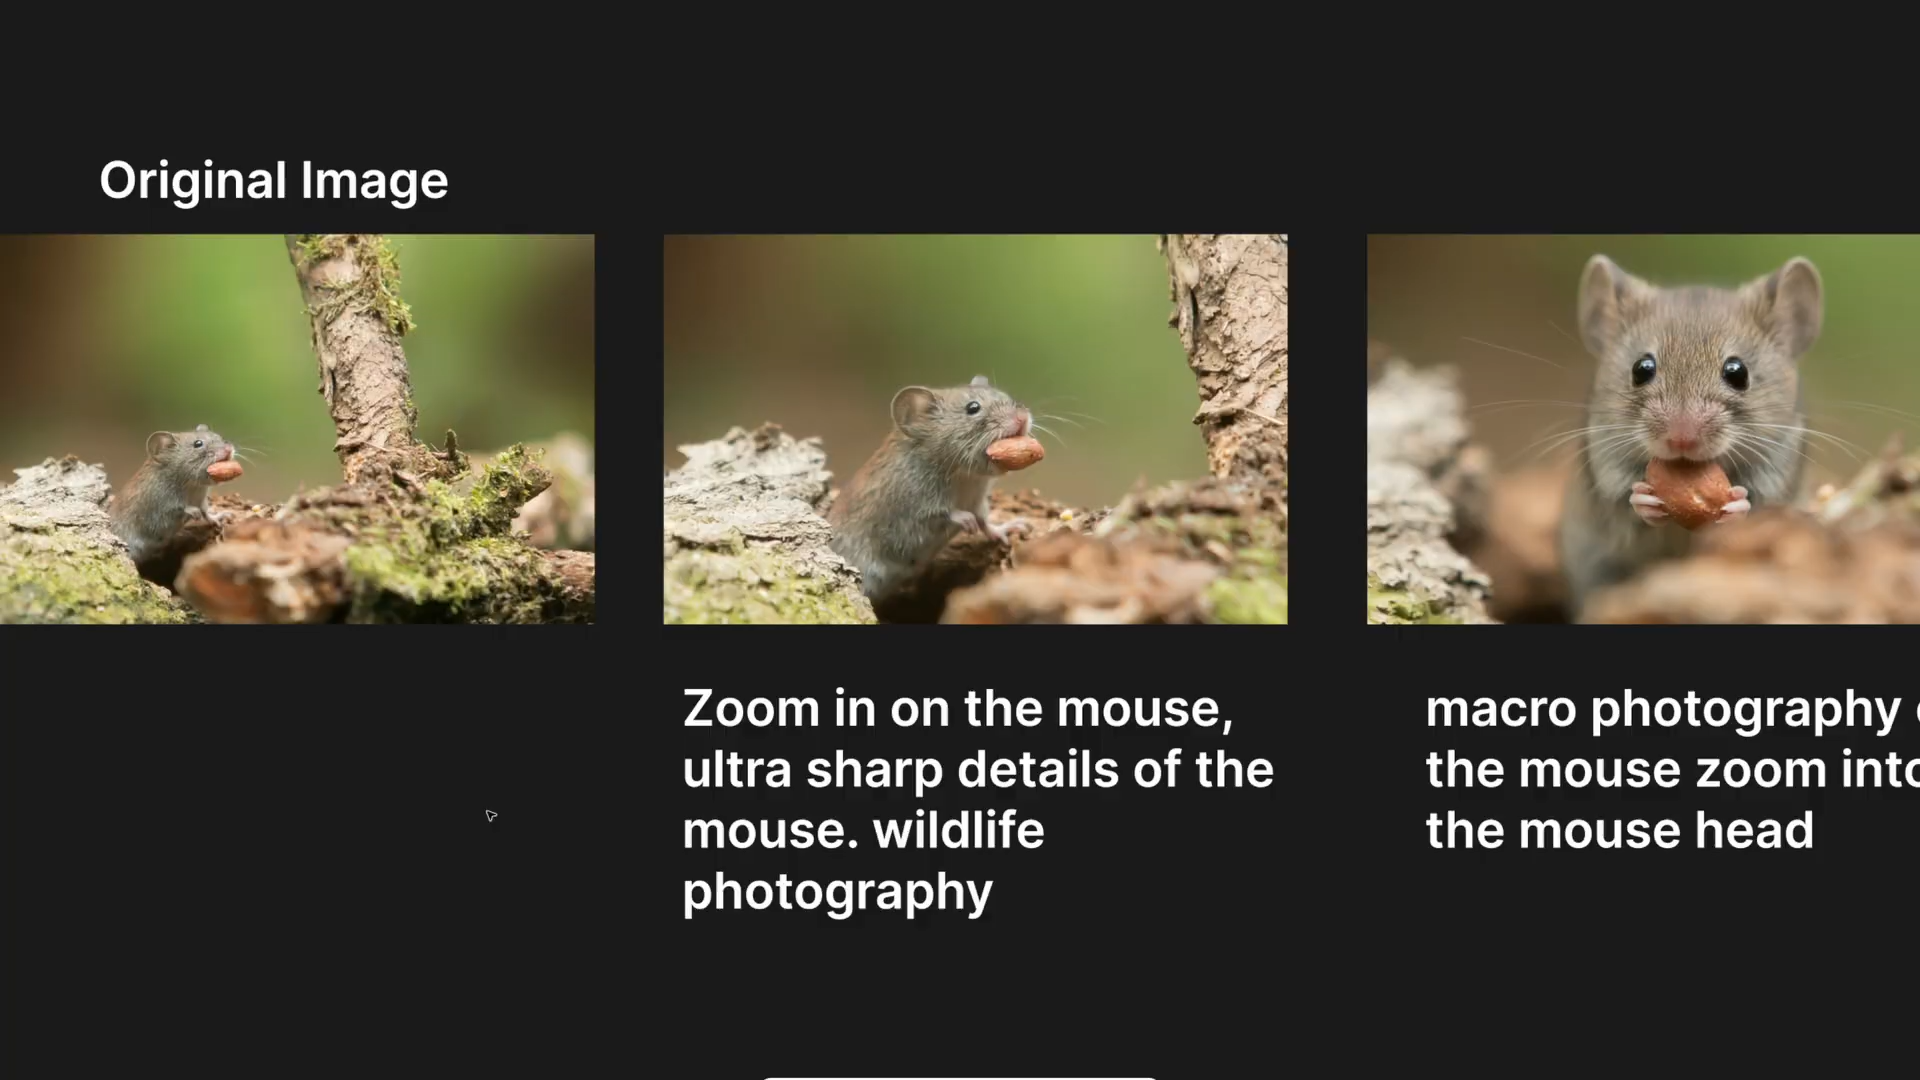 Original Image
Zoom in on the mouse,
ultra sharp details of the
mouse. wildlife
photography
macro photography
the mouse zoom into
the mouse head